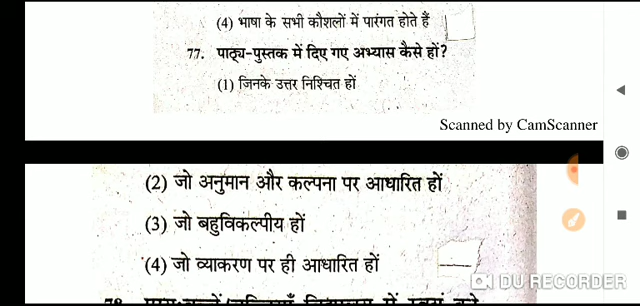 (4) भाषा के सभी कौशलों में पारंगत होते हैं
77. पाठ्य-पुस्तक में दिए गए अभ्यास कैसे हों?
(1) जिनके उत्तर निश्चित हों
Scanned by CamScanner
(2) जो अनुमान और कल्पना पर आधारित हों
(3) जो बहुविकल्पीय हों
(4) जो व्याकरण पर ही आधारित हों
DU RECORDER